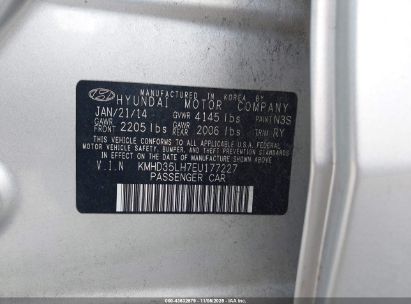 MANUFACTURED IN KOREA BY
HYUNDAI MOTOR COMPANY
JAN/21/14 GVWR 4145 lbs PAINT N3S
GAWR FRONT 2205 lbs GAWR REAR 2006 lbs TRIM RY
THIS VEHICLE CONFORMS TO ALL APPLICABLE FEDERAL
MOTOR VEHICLE SAFETY, BUMPER, AND THEFT PREVENTION
STANDARDS IN EFFECT ON THE DATE OF MANUFACTURE
SHOWN ABOVE.
V.I.N KMHD35LH7EU177227
PASSENGER CAR